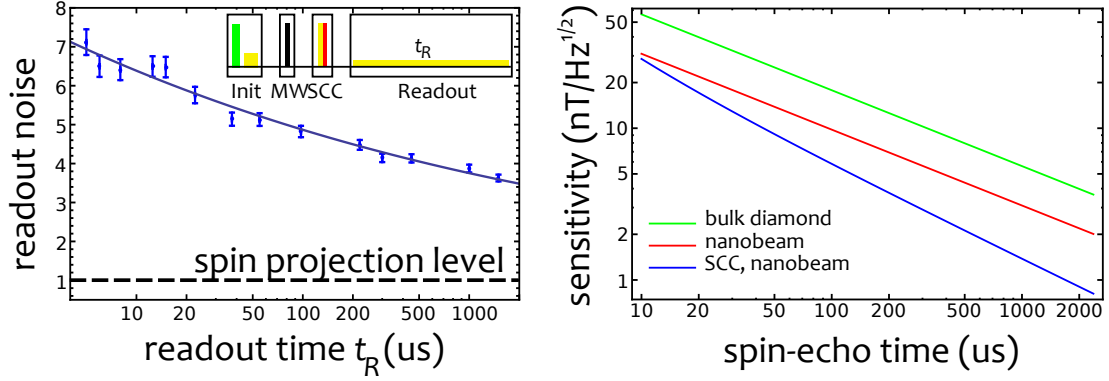 8
7
6
5
4
3
2
1
readout noise
t_R
Init MW SCC Readout
spin projection level
10 20 50 100 200 500 1000
readout time t_R (us)
50
20
10
5
2
1
sensitivity (nT/Hz^1/2)
bulk diamond
nanobeam
SCC, nanobeam
10 20 50 100 200 500 1000 2000
spin-echo time (us)